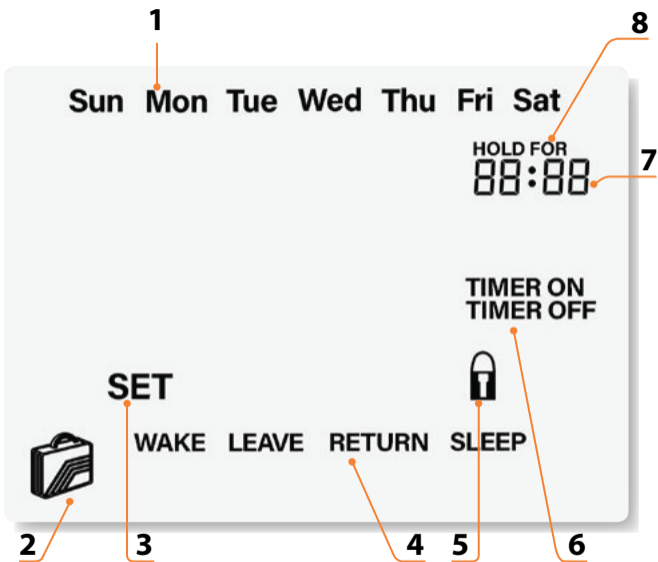 1
8
Sun Mon Tue Wed Thu Fri Sat
HOLD FOR
7
88:88
TIMER ON
TIMER OFF
SET
WAKE LEAVE RETURN SLEEP
2 3 4 5 6